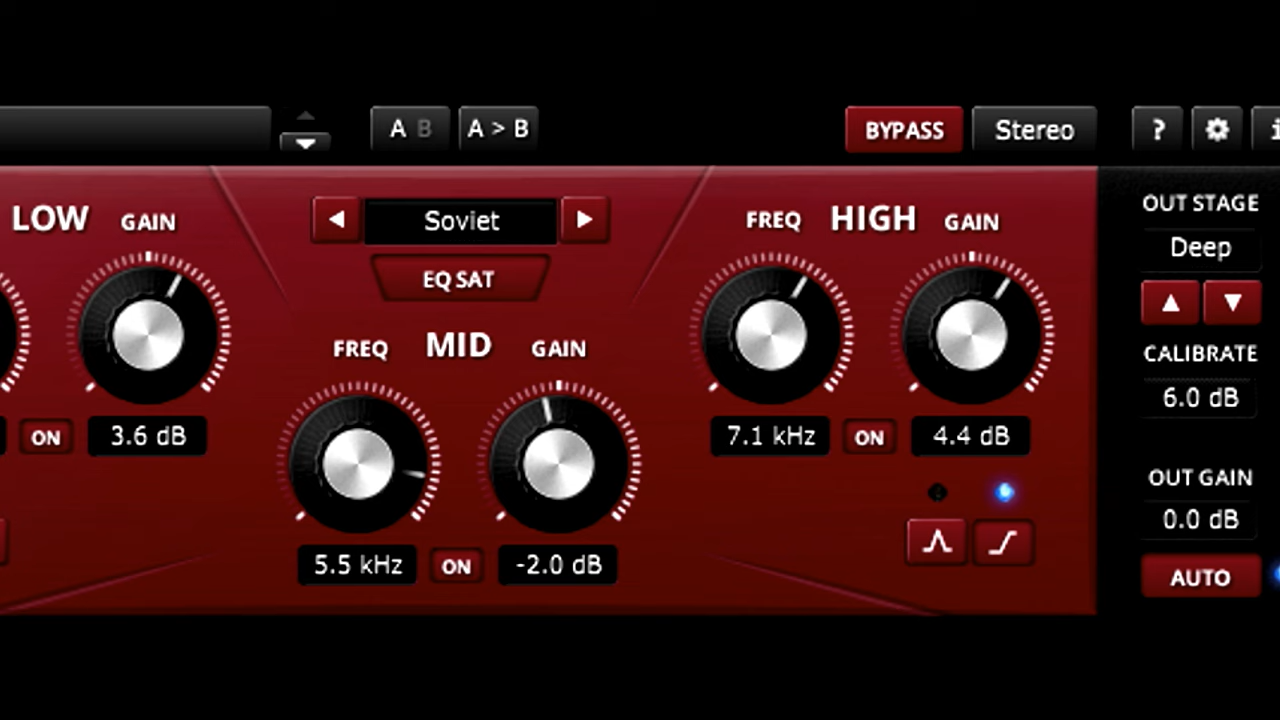 A B
A > B
BYPASS
Stereo
?
LOW
GAIN
Soviet
EQ SAT
FREQ
HIGH
GAIN
OUT STAGE
Deep
CALIBRATE
6.0 dB
FREQ
MID
GAIN
ON
3.6 dB
7.1 kHz
ON
4.4 dB
OUT GAIN
0.0 dB
5.5 kHz
ON
-2.0 dB
AUTO